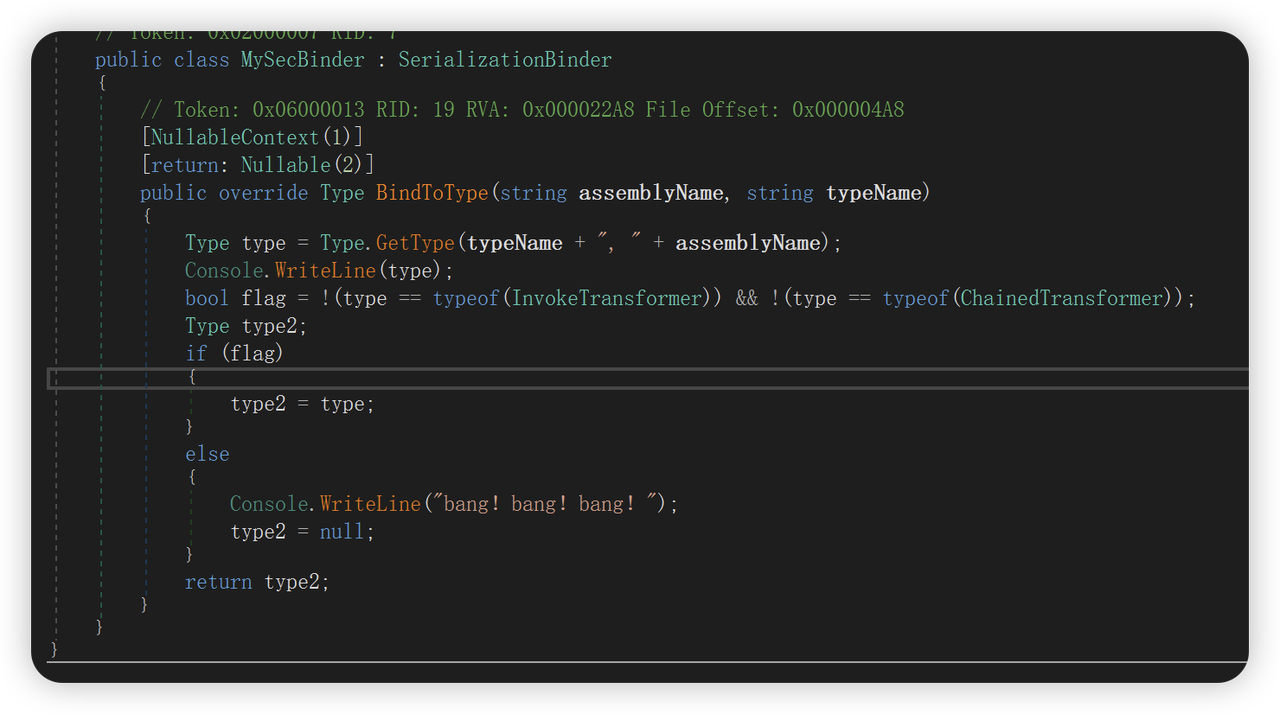 // Token: 0x02000007 RID: 7
public class MySecBinder : SerializationBinder
{
// Token: 0x06000013 RID: 19 RVA: 0x000022A8 File Offset: 0x000004A8
[NullableContext(1)]
[return: Nullable(2)]
public override Type BindToType(string assemblyName, string typeName)
{
Type type = Type.GetType(typeName + ", " + assemblyName);
Console.WriteLine(type);
bool flag = !(type == typeof(InvokeTransformer)) && !(type == typeof(ChainedTransformer));
Type type2;
if (flag)
{
type2 = type;
}
else
{
Console.WriteLine("bang！bang！bang！");
type2 = null;
}
return type2;
}
}
}